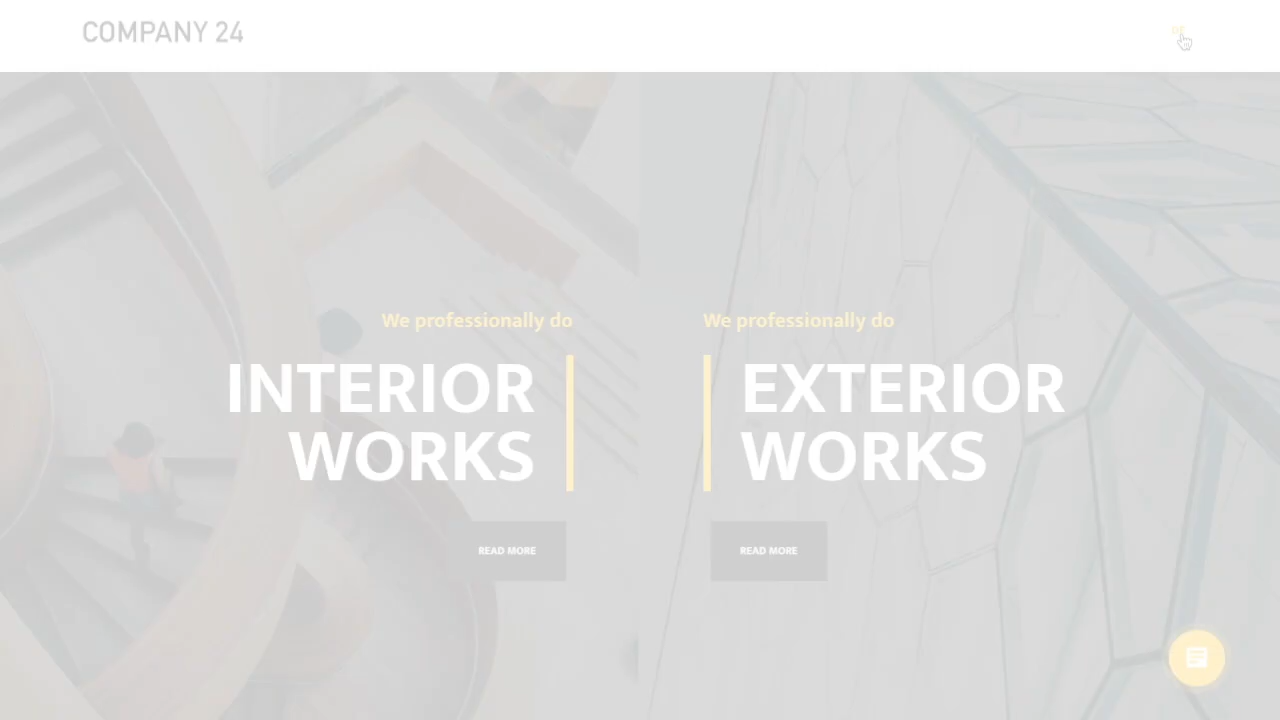 COMPANY 24
We professionally do
INTERIOR
WORKS
READ MORE
We professionally do
EXTERIOR
WORKS
READ MORE